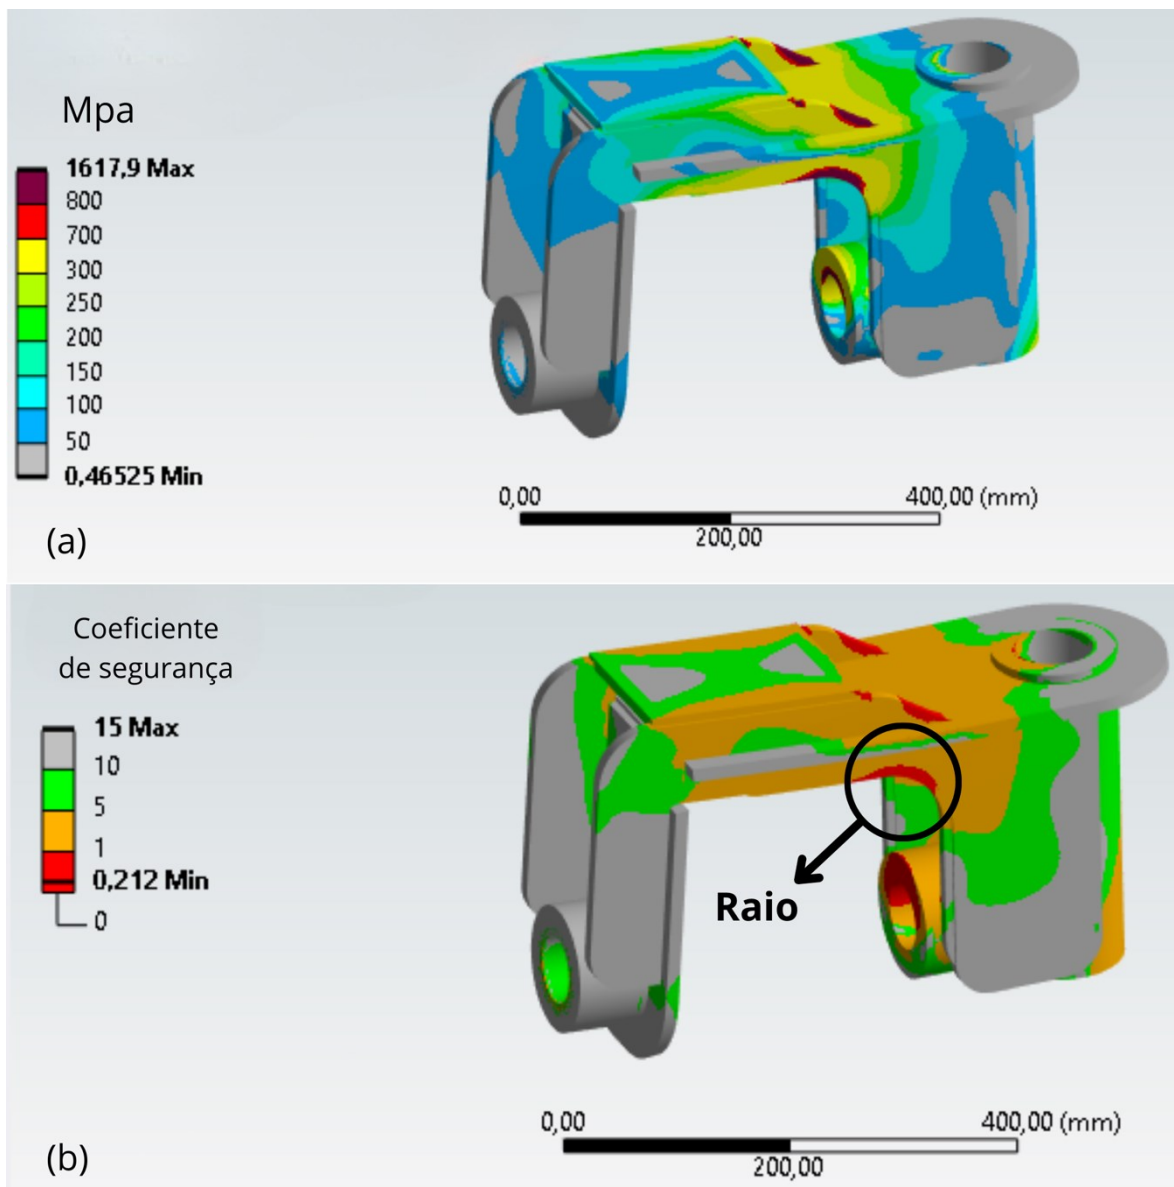 Mpa
1617,9 Max
800
700
300
250
200
150
100
50
0,46525 Min
0,00
400,00 (mm)
200,00
(a)
Coeficiente
de segurança
15 Max
10
5
1
0,212 Min
0
Raio
0,00
400,00 (mm)
200,00
(b)